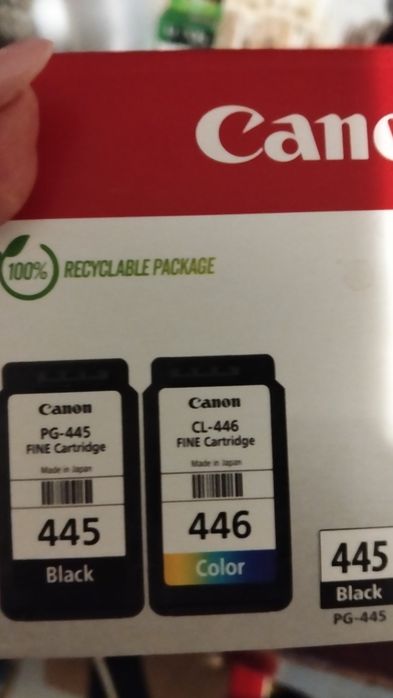 Canon
100% RECYCLABLE PACKAGE
Canon
PG-445
FINE Cartridge
Made in Japan
445
Black
Canon
CL-446
FINE Cartridge
Made in Japan
446
Color
445
Black
PG-445